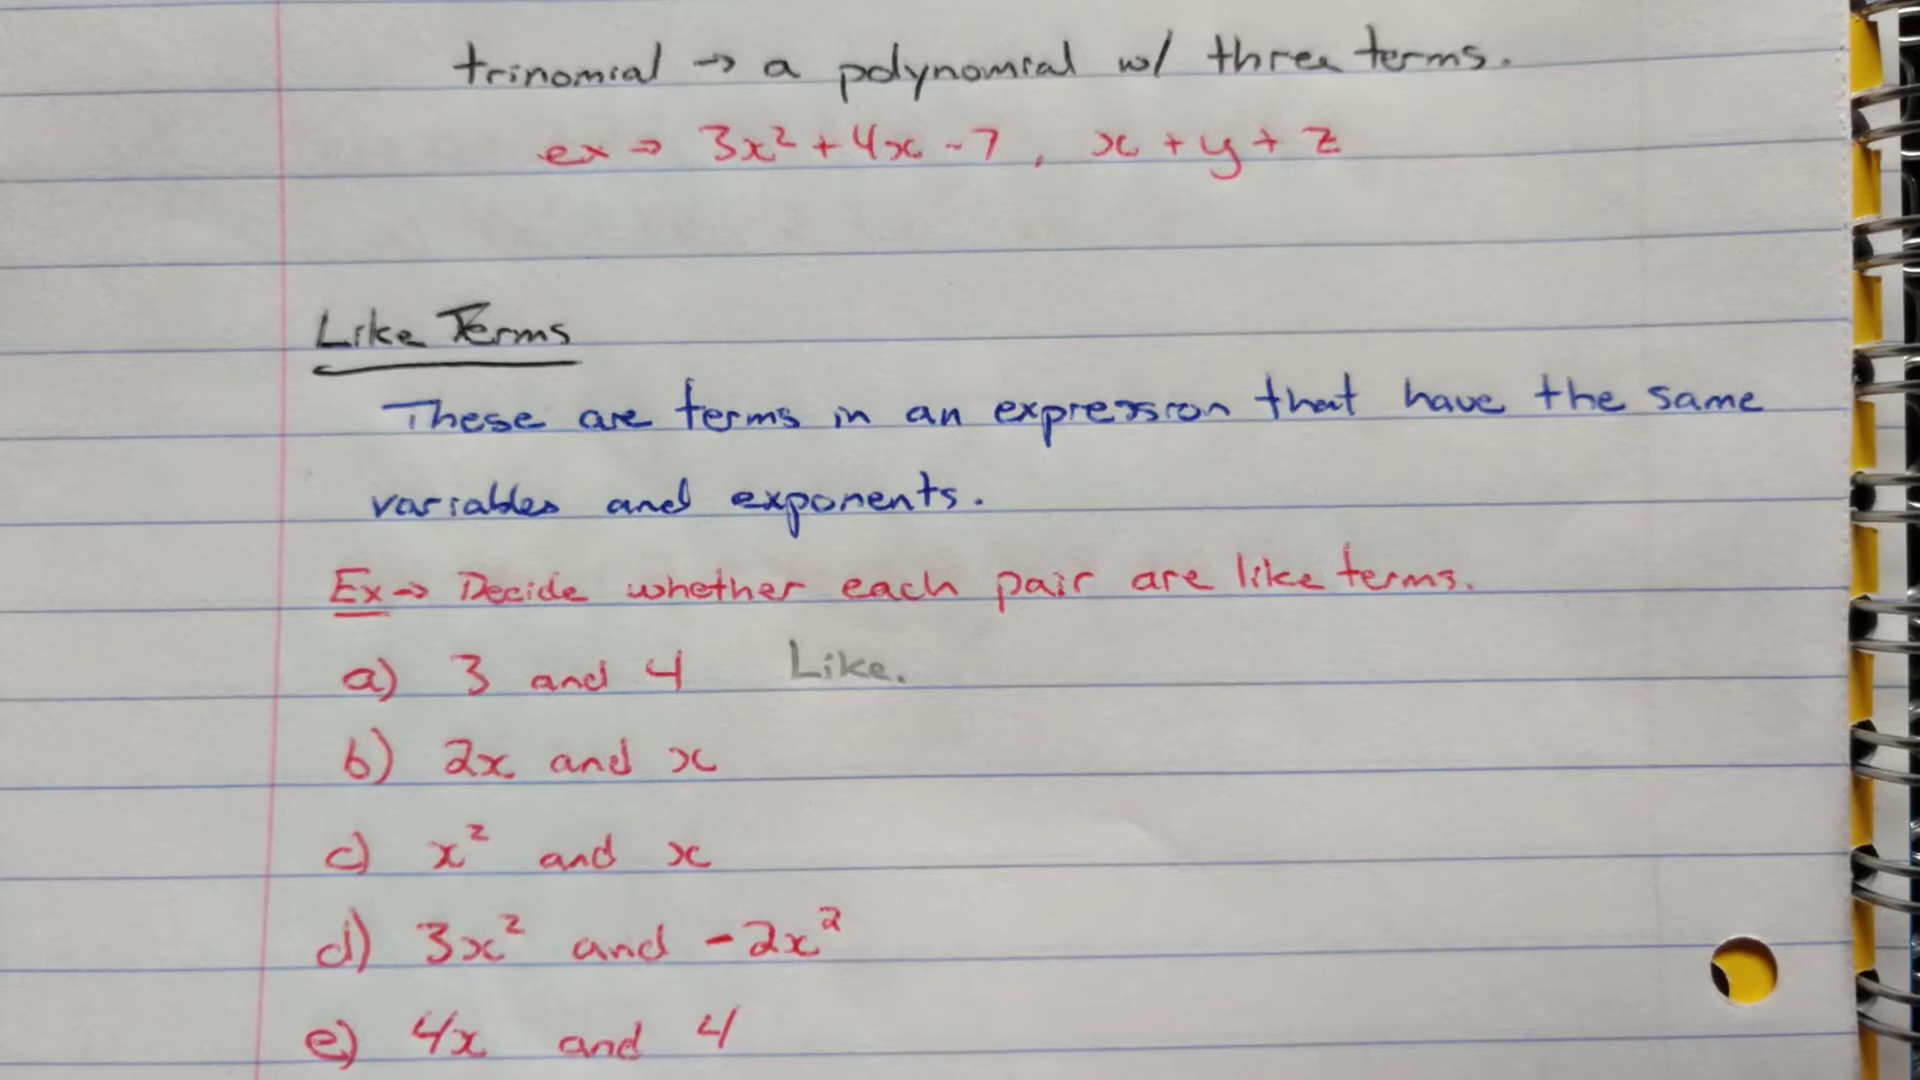 trinomial → a polynomial w/ three terms.
ex → 3x² + 4x - 7, x + y + z
Like Terms
These are terms in an expression that have the same
variables and exponents.
Ex → Decide whether each pair are like terms.
a) 3 and 4 Like.
b) 2x and x
c) x² and x
d) 3x² and -2x²
e) 4x and 4